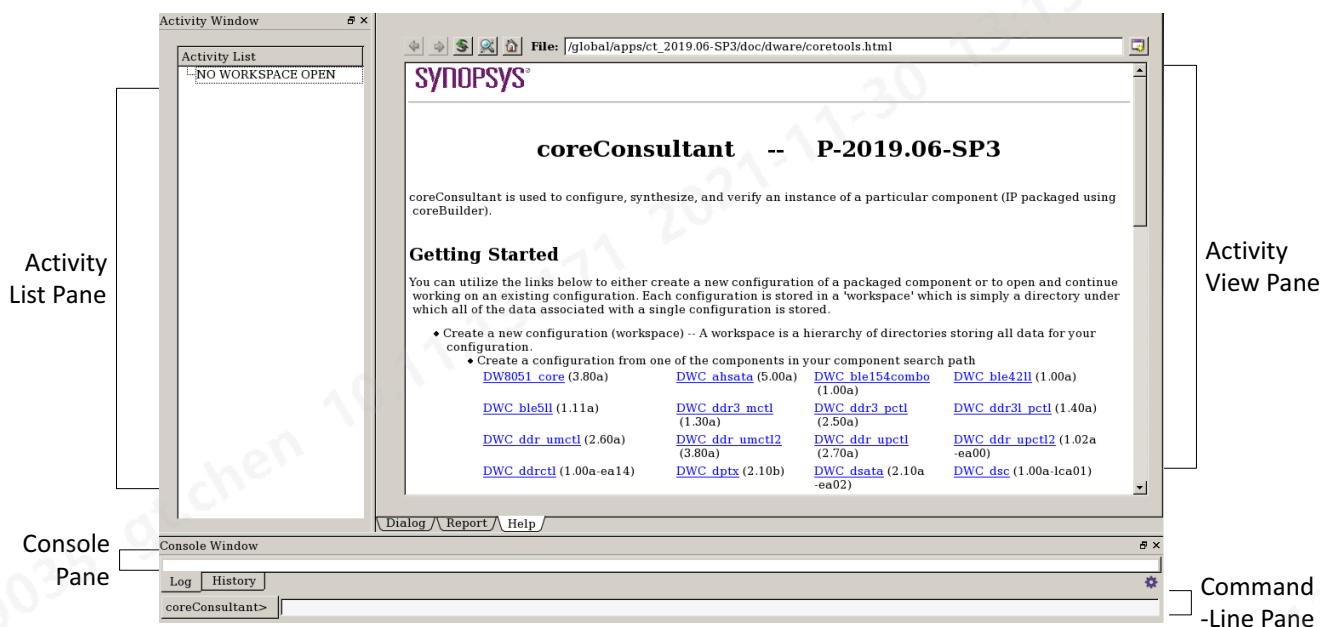 Activity Window
Activity List
NO WORKSPACE OPEN
File: /global/apps/ct_2019.06-SP3/doc/dware/coretools.html
SYNOPSYS®
coreConsultant -- P-2019.06-SP3
coreConsultant is used to configure, synthesize, and verify an instance of a particular component (IP packaged using
coreBuilder).
Getting Started
You can utilize the links below to either create a new configuration of a packaged component or to open and continue
working on an existing configuration. Each configuration is stored in a 'workspace' which is simply a directory under
which all of the data associated with a single configuration is stored.
Create a new configuration (workspace) -- A workspace is a hierarchy of directories storing all data for your
configuration.
Create a configuration from one of the components in your component search path
DW8051_core (3.80a) DWC_ahsata (5.00a) DWC_ble154combo DWC_ble42ll (1.00a)
(1.00a)
DWC_ble5ll (1.11a) DWC_ddr3_mctl DWC_ddr3_pctl DWC_ddr3l_pctl (1.40a)
(1.30a) (2.50a)
DWC_ddr_umctl (2.60a) DWC_ddr_umctl2 DWC_ddr_upctl DWC_ddr_upctl2 (1.02a
(3.80a) (2.70a) -ea00)
DWC_ddrctl (1.00a-ea14) DWC_dptx (2.10b) DWC_dsata (2.10a DWC_dsc (1.00a-lca01)
-ea02)
Dialog Report Help
Console Window
Log History
coreConsultant>
Activity
List Pane
Activity
View Pane
Console
Pane
Command
-Line Pane
gt.chen 10.11.13.171 2021-11-30